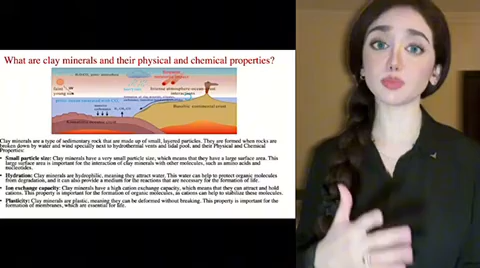 What are clay minerals and their physical and chemical properties?
Clay minerals are a type of sedimentary rock that are made up of small, layered particles. They are formed when rocks are
broken down by water and wind specially next to hydrothermal vents and tidal pool, and their Physical and Chemical
Properties:
• Small particle size: Clay minerals have a very small particle size, which means that they have a large surface area. This
large surface area is important for the interaction of clay minerals with other molecules, such as amino acids and
nucleotides.
• Hydration: Clay minerals are hydrophilic, meaning they attract water. This water can help to protect organic molecules
from degradation, and it can also provide a medium for the reactions that are necessary for the formation of life.
• Ion exchange capacity: Clay minerals have a high cation exchange capacity, which means that they can attract and hold
cations. This property is important for the formation of organic molecules, as cations can help to stabilize these molecules.
• Plasticity: Clay minerals are plastic, meaning they can be deformed without breaking. This property is important for the
formation of membranes, which are essential for life.